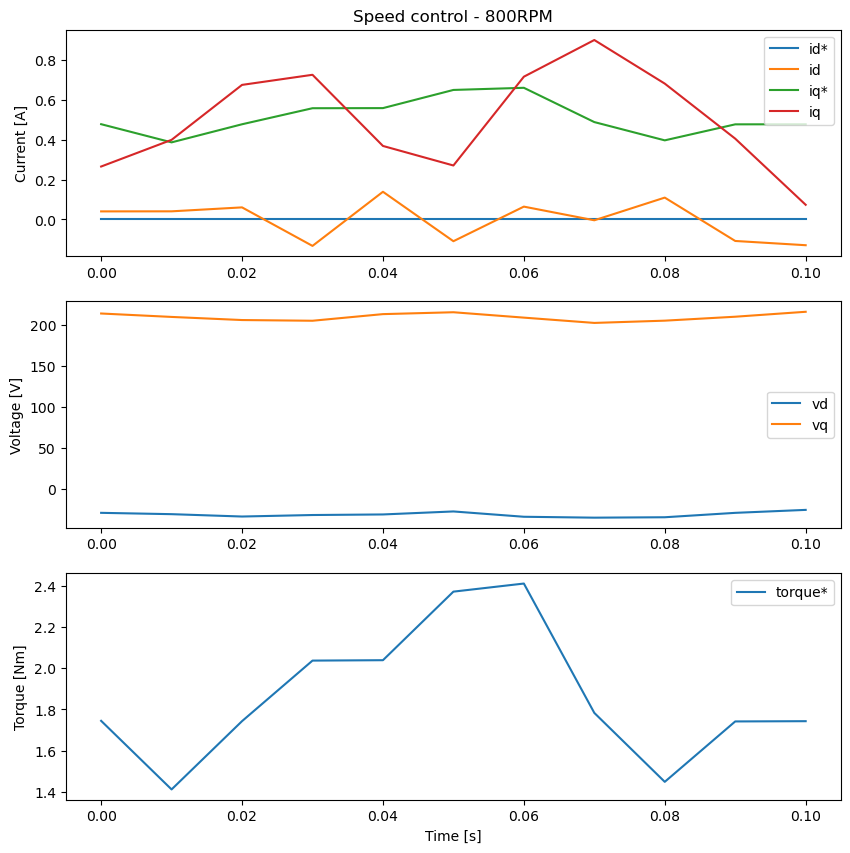 Speed control - 800RPM
Current [A]
0.8
0.6
0.4
0.2
0.0
id*
id
iq*
iq
0.00 0.02 0.04 0.06 0.08 0.10
Voltage [V]
200
150
100
50
0
vd
vq
0.00 0.02 0.04 0.06 0.08 0.10
Torque [Nm]
2.4
2.2
2.0
1.8
1.6
1.4
torque*
0.00 0.02 0.04 0.06 0.08 0.10
Time [s]